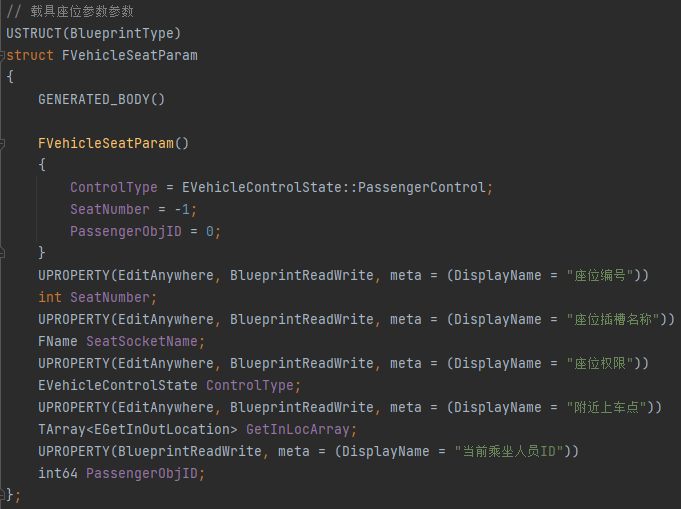 // 载具座位参数参数
USTRUCT(BlueprintType)
struct FVehicleSeatParam
{
    GENERATED_BODY()

    FVehicleSeatParam()
    {
        ControlType = EVehicleControlState::PassengerControl;
        SeatNumber = -1;
        PassengerObjID = 0;
    }
    UPROPERTY(EditAnywhere, BlueprintReadWrite, meta = (DisplayName = "座位编号"))
    int SeatNumber;
    UPROPERTY(EditAnywhere, BlueprintReadWrite, meta = (DisplayName = "座位插槽名称"))
    FName SeatSocketName;
    UPROPERTY(EditAnywhere, BlueprintReadWrite, meta = (DisplayName = "座位权限"))
    EVehicleControlState ControlType;
    UPROPERTY(EditAnywhere, BlueprintReadWrite, meta = (DisplayName = "附近上车点"))
    TArray<EGetInOutLocation> GetInLocArray;
    UPROPERTY(BlueprintReadWrite, meta = (DisplayName = "当前乘坐人员ID"))
    int64 PassengerObjID;
};